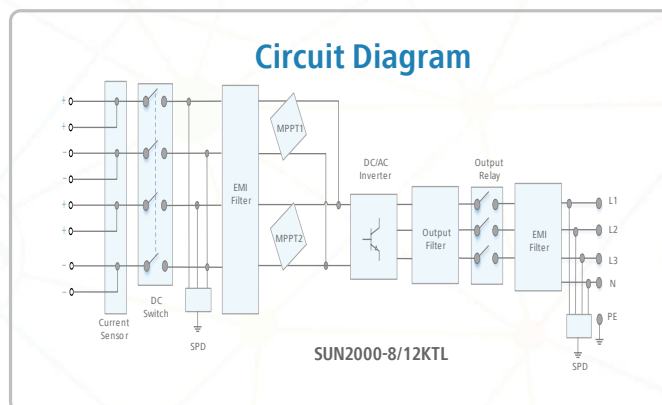 Circuit Diagram
+
+
−
−
+
+
−
−
Current
Sensor
DC
Switch
SPD
EMI
Filter
MPPT1
MPPT2
DC/AC
Inverter
Output
Filter
Output
Relay
EMI
Filter
L1
L2
L3
N
PE
SPD
SUN2000-8/12KTL